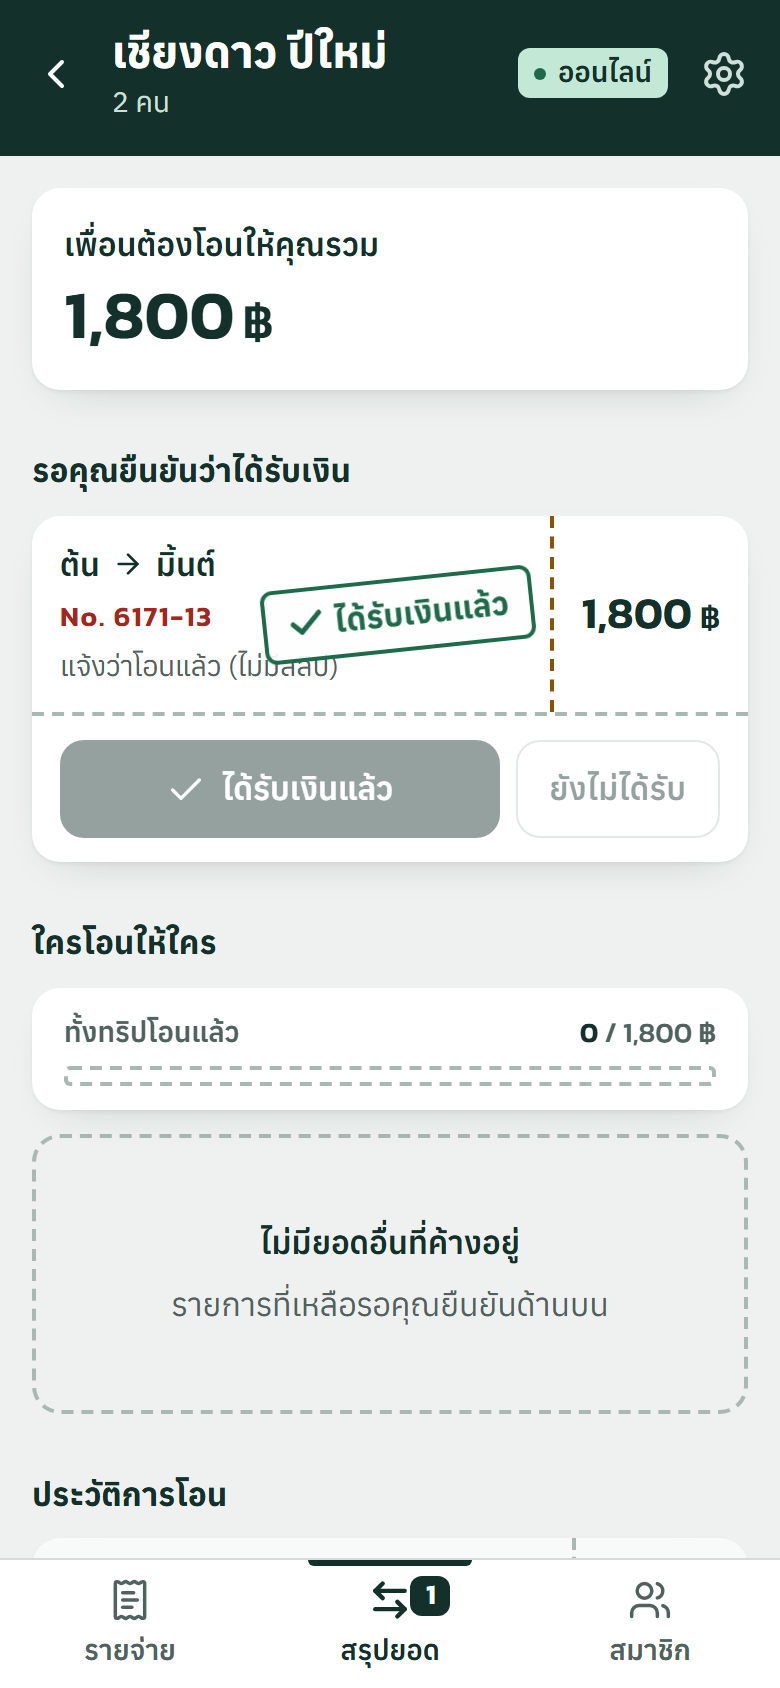 เชียงดาว ปีใหม่
2 คน
ออนไลน์
เพื่อนต้องโอนให้คุณรวม
1,800 ฿
รอคุณยืนยันว่าได้รับเงิน
ต้น → มิ้นต์
No. 6171-13
ได้รับเงินแล้ว
1,800 ฿
แจ้งว่าโอนแล้ว (ไม่มีสลิป)
ได้รับเงินแล้ว
ยังไม่ได้รับ
ใครโอนให้ใคร
ทั้งทริปโอนแล้ว
0 / 1,800 ฿
ไม่มียอดอื่นที่ค้างอยู่
รายการที่เหลือรอคุณยืนยันด้านบน
ประวัติการโอน
1
รายจ่าย
สรุปยอด
สมาชิก